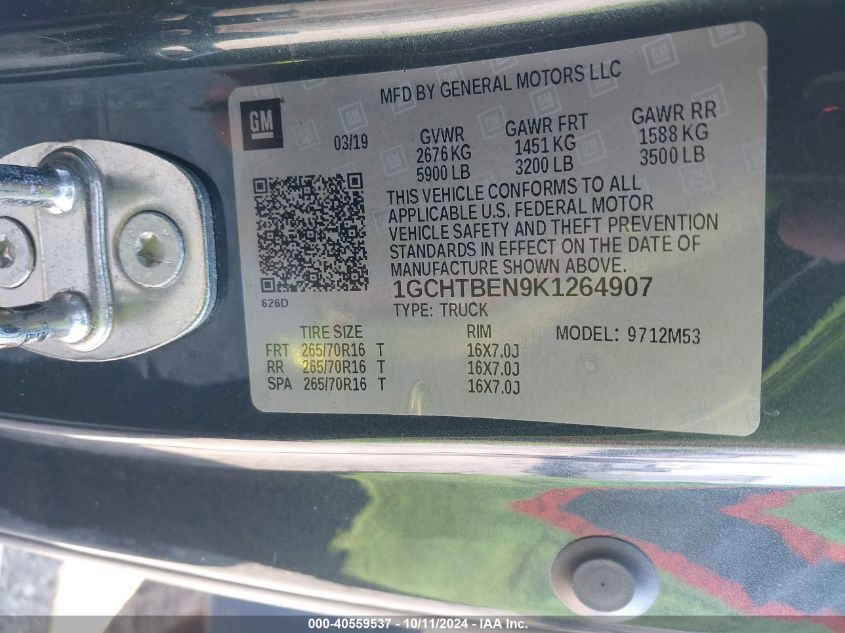 MFD BY GENERAL MOTORS LLC
GM
03/19
GVWR GAWR FRT GAWR RR
2676 KG 1451 KG 1588 KG
5900 LB 3200 LB 3500 LB
THIS VEHICLE CONFORMS TO ALL
APPLICABLE U.S. FEDERAL MOTOR
VEHICLE SAFETY AND THEFT PREVENTION
STANDARDS IN EFFECT ON THE DATE OF
MANUFACTURE SHOWN ABOVE.
626D
1GCHTBEN9K1264907
TYPE: TRUCK
TIRE SIZE RIM MODEL: 9712M53
FRT 265/70R16 T 16X7.0J
RR 265/70R16 T 16X7.0J
SPA 265/70R16 T 16X7.0J
000-40559537 - 10/11/2024 - IAA Inc.